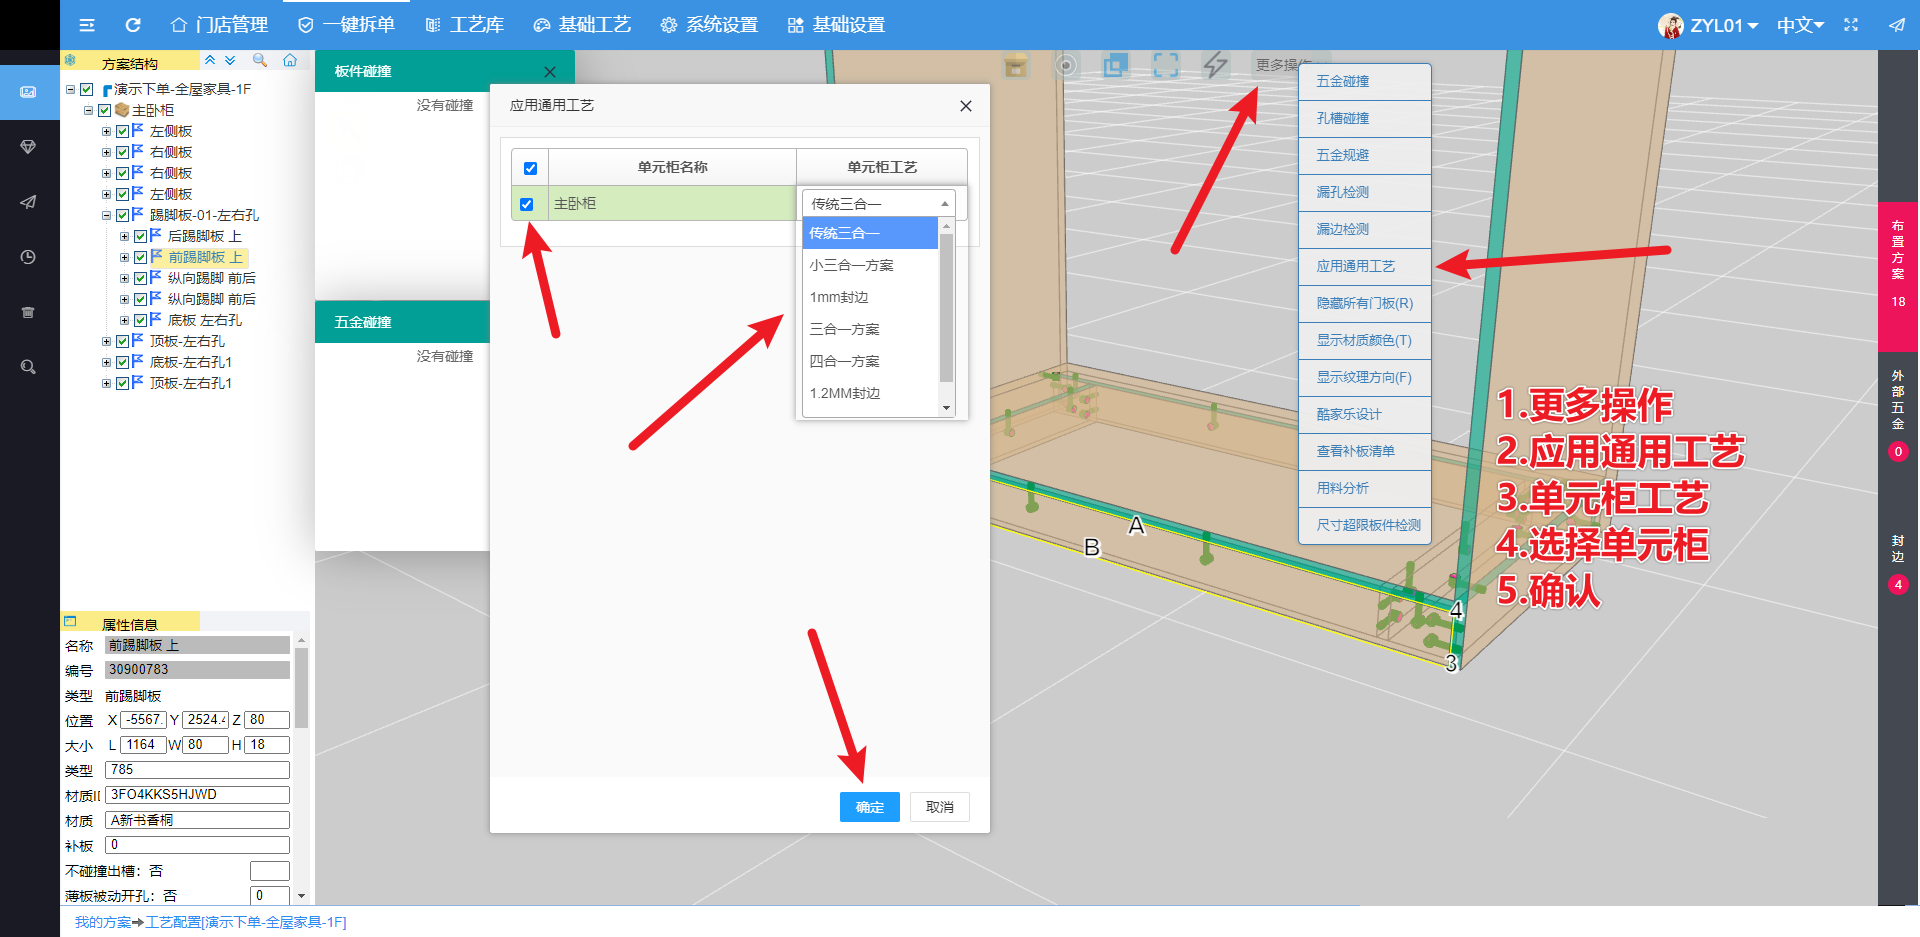 门店管理
一键拆单
工艺库
基础工艺
系统设置
基础设置
ZYL01
中文
方案结构
演示下单-全屋家具-1F
主卧柜
左侧板
右侧板
右侧板
左侧板
踢脚板-01-左右孔
后踢脚板 上
前踢脚板 上
纵向踢脚 前后
纵向踢脚 前后
底板 左右孔
顶板-左右孔
底板-左右孔1
顶板-左右孔1
属性信息
名称 前踢脚板 上
编号 30900783
类型 前踢脚板
位置 X -5567. Y 2524.4 Z 80
大小 L 1164 W 80 H 18
类型 785
材质I 3FO4KKS5HJWD
材质 A新书香桐
补板 0
不碰撞出槽：否
薄板被动开孔：否 0
我的方案➔工艺配置[演示下单-全屋家具-1F]
板件碰撞
没有碰撞
五金碰撞
没有碰撞
应用通用工艺
单元柜名称 单元柜工艺
主卧柜 传统三合一
传统三合一
小三合一方案
1mm封边
三合一方案
四合一方案
1.2MM封边
确定
取消
更多操作
五金碰撞
孔槽碰撞
五金规避
漏孔检测
漏边检测
应用通用工艺
隐藏所有门板(R)
显示材质颜色(T)
显示纹理方向(F)
酷家乐设计
查看补板清单
用料分析
尺寸超限板件检测
A
B
4
3
1.更多操作
2.应用通用工艺
3.单元柜工艺
4.选择单元柜
5.确认
布置方案
18
外部五金
0
封边
4